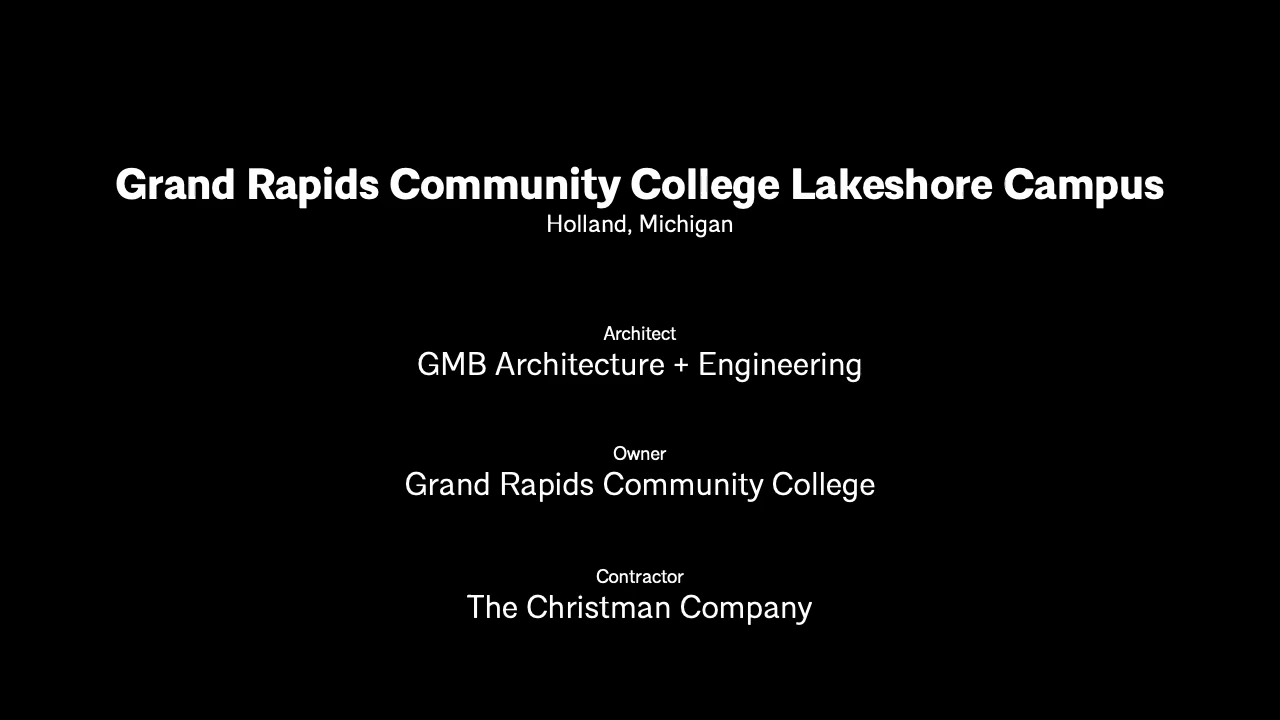 Grand Rapids Community College Lakeshore Campus
Holland, Michigan
Architect
GMB Architecture + Engineering
Owner
Grand Rapids Community College
Contractor
The Christman Company